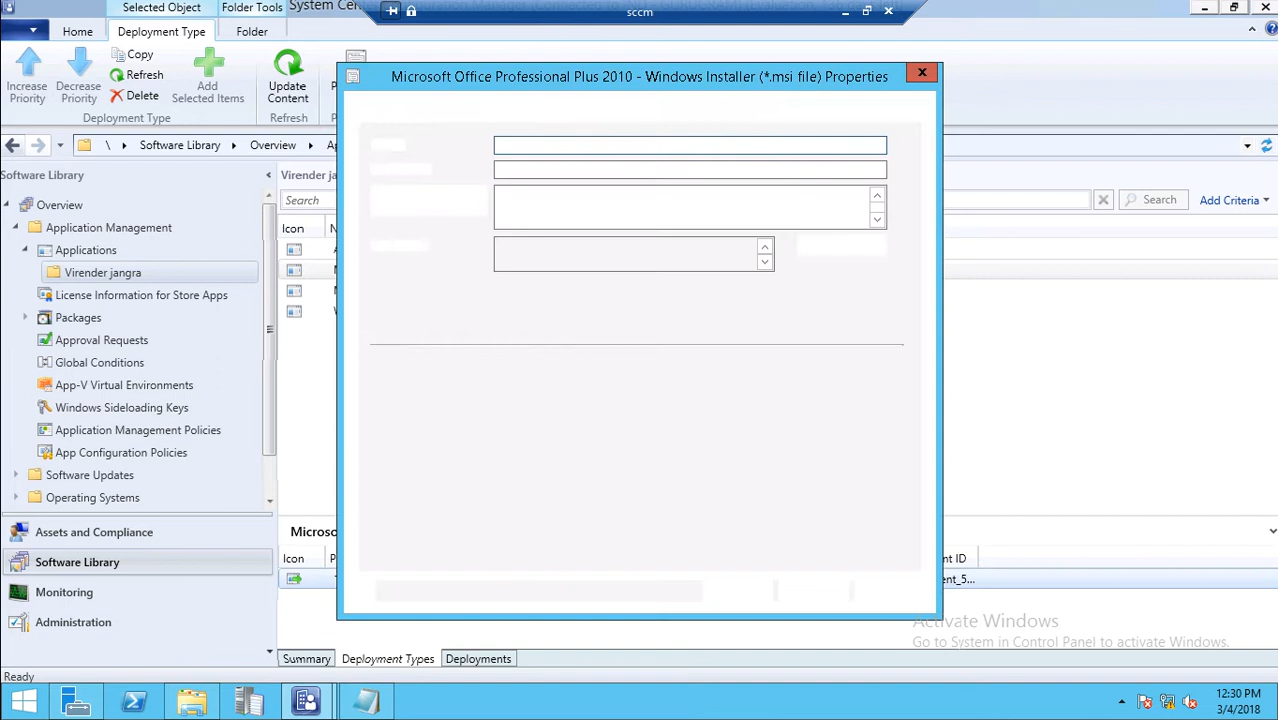 Selected Object
Folder Tools
System Cen
sccm
Home
Deployment Type
Folder
Increase Priority
Decrease Priority
Copy
Refresh
Delete
Add Selected Items
Update Content
Deployment Type
Refresh
Microsoft Office Professional Plus 2010 - Windows Installer (*.msi file) Properties
\ Software Library Overview Ap
Software Library
Virender ja
Search
Search
Add Criteria
Icon
N
Overview
Application Management
Applications
Virender jangra
License Information for Store Apps
Packages
Approval Requests
Global Conditions
App-V Virtual Environments
Windows Sideloading Keys
Application Management Policies
App Configuration Policies
Software Updates
Operating Systems
Assets and Compliance
Software Library
Monitoring
Administration
Microso
Icon
P
ent ID
ent_5...
Activate Windows
Go to System in Control Panel to activate Windows.
Summary
Deployment Types
Deployments
Ready
12:30 PM
3/4/2018